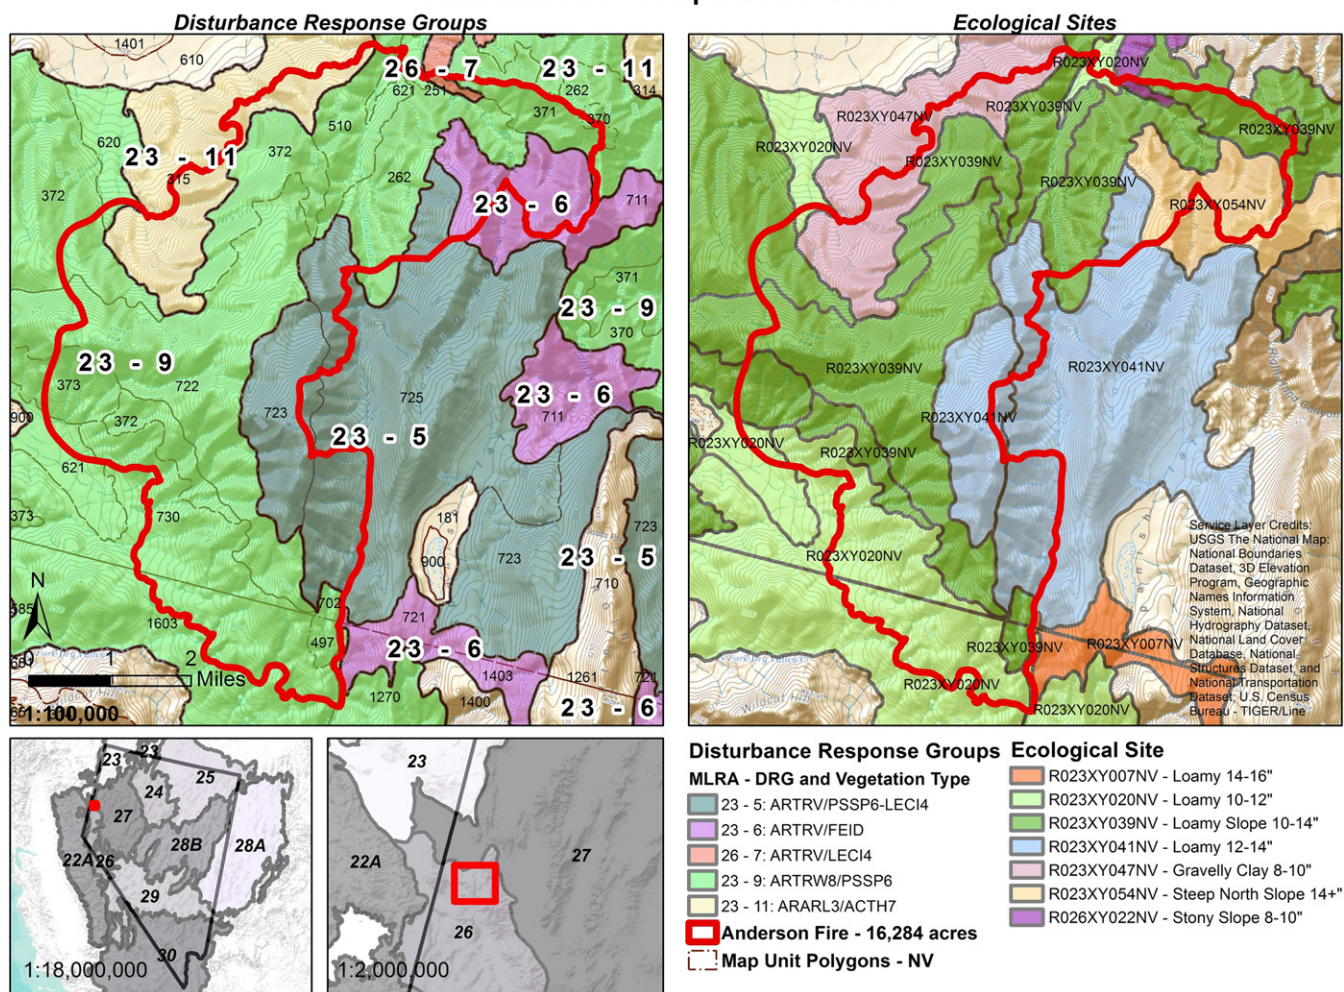 Disturbance Response Groups
Ecological Sites
1401
610
26 - 7
23 - 11
621
251
262
314
371
370
510
620
372
23 - 11
315
262
372
23 - 6
711
371
23 - 9
370
23 - 9
373
722
372
723
725
23 - 6
711
900
23 - 5
621
373
730
181
900
723
723
23 - 5
710
N
702
721
585
1603
497
23 - 6
0 1 2
Miles
1270
1403
1400
1261
721
23 - 6
1:100,000
R023XY020NV
R023XY047NV
R023XY039NV
R023XY039NV
R023XY020NV
R023XY039NV
R023XY039NV
R023XY054NV
R023XY039NV
R023XY041NV
R023XY041NV
R023XY020NV
R023XY039NV
R023XY020NV
R023XY039NV
R023XY007NV
R023XY020NV
R023XY020NV
Service Layer Credits:
USGS The National Map:
National Boundaries
Dataset, 3D Elevation
Program, Geographic
Names Information
System, National
Hydrography Dataset,
National Land Cover
Database, National
Structures Dataset, and
National Transportation
Dataset; U.S. Census
Bureau - TIGER/Line
23
23
25
24
27
28B
28A
22A
26
29
30
1:18,000,000
23
22A
27
26
1:2,000,000
Disturbance Response Groups
MLRA - DRG and Vegetation Type
23 - 5: ARTRV/PSSP6-LECI4
23 - 6: ARTRV/FEID
26 - 7: ARTRV/LECI4
23 - 9: ARTRW8/PSSP6
23 - 11: ARARL3/ACTH7
Anderson Fire - 16,284 acres
Map Unit Polygons - NV
Ecological Site
R023XY007NV - Loamy 14-16"
R023XY020NV - Loamy 10-12"
R023XY039NV - Loamy Slope 10-14"
R023XY041NV - Loamy 12-14"
R023XY047NV - Gravelly Clay 8-10"
R023XY054NV - Steep North Slope 14+"
R026XY022NV - Stony Slope 8-10"